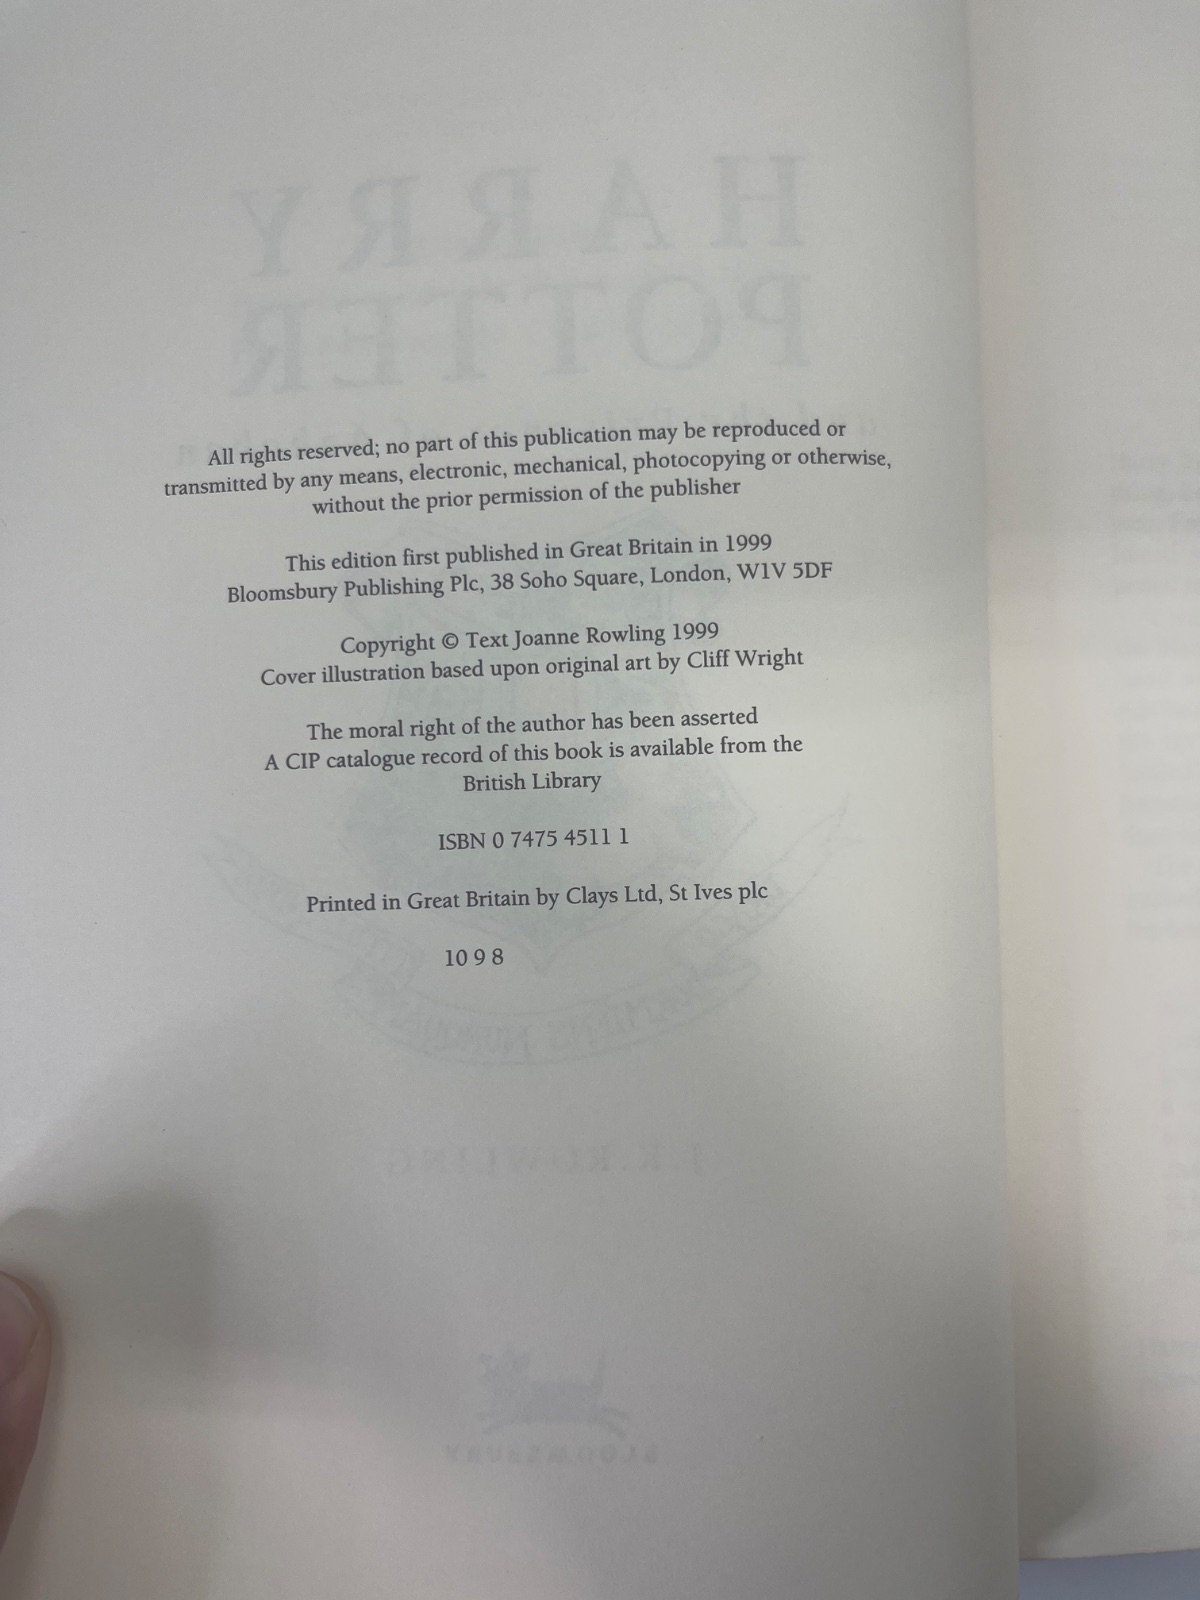 HARRY
POTTER
All rights reserved; no part of this publication may be reproduced or
transmitted by any means, electronic, mechanical, photocopying or otherwise,
without the prior permission of the publisher
This edition first published in Great Britain in 1999
Bloomsbury Publishing Plc, 38 Soho Square, London, W1V 5DF
Copyright © Text Joanne Rowling 1999
Cover illustration based upon original art by Cliff Wright
The moral right of the author has been asserted
A CIP catalogue record of this book is available from the
British Library
ISBN 0 7475 4511 1
Printed in Great Britain by Clays Ltd, St Ives plc
10 9 8
J. K. ROWLING
BLOOMSBURY